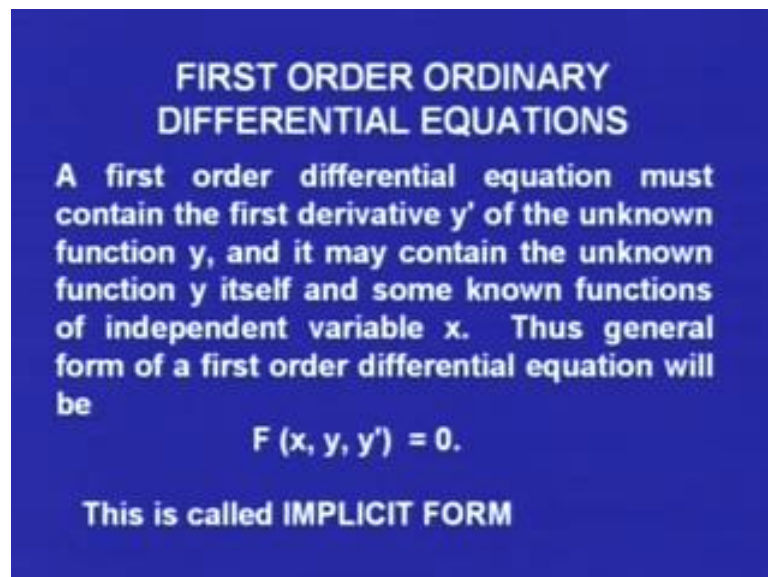 FIRST ORDER ORDINARY
DIFFERENTIAL EQUATIONS
A first order differential equation must
contain the first derivative y' of the unknown
function y, and it may contain the unknown
function y itself and some known functions
of independent variable x. Thus general
form of a first order differential equation will
be
F (x, y, y') = 0.
This is called IMPLICIT FORM